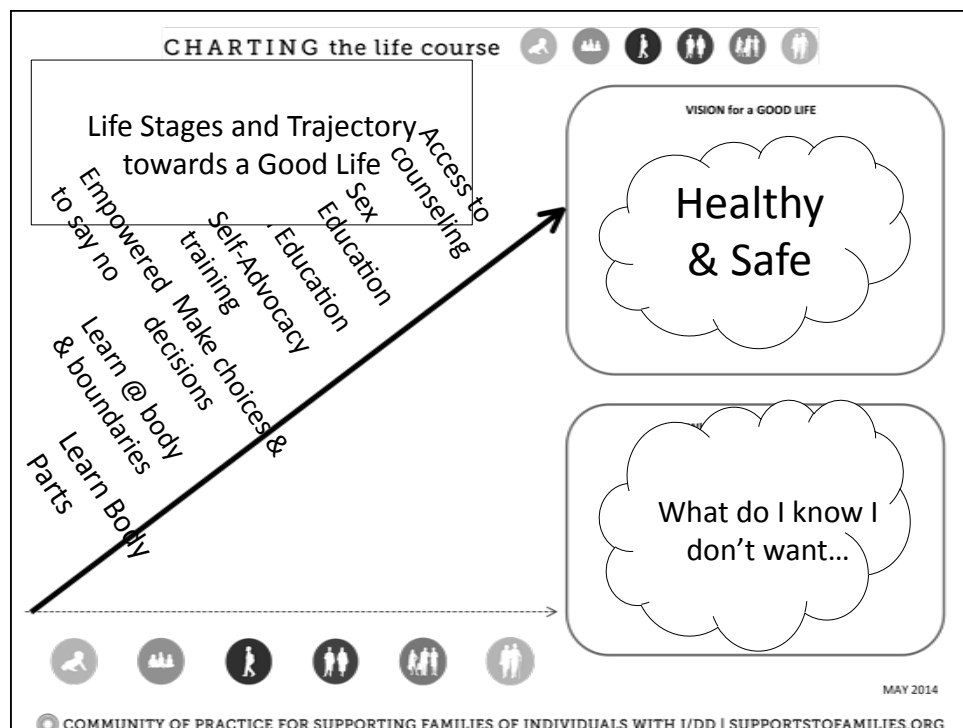 CHARTING the life course
Life Stages and Trajectory
towards a Good Life
VISION for a GOOD LIFE
Healthy
& Safe
Access to
counseling
Sex
Education
Education
Self-Advocacy
training
Empowered
to say no
Make choices &
decisions
Learn @ body
& boundaries
Learn Body
Parts
What do I know I
don’t want…
MAY 2014
COMMUNITY OF PRACTICE FOR SUPPORTING FAMILIES OF INDIVIDUALS WITH I/DD | SUPPORTSTOFAMILIES.ORG